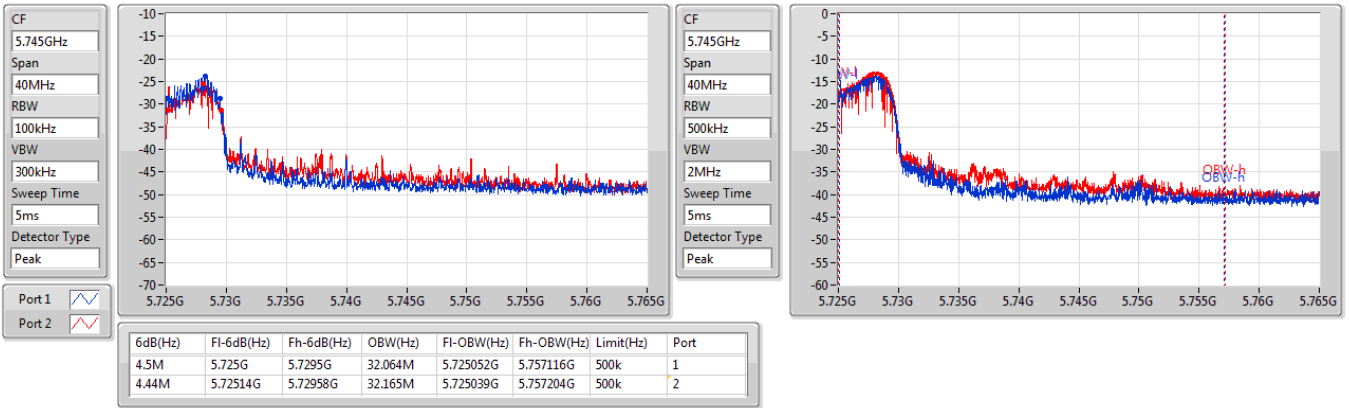 CF
5.745GHz
Span
40MHz
RBW
100kHz
VBW
300kHz
Sweep Time
5ms
Detector Type
Peak
Port 1
Port 2
-10
-15
-20
-25
-30
-35
-40
-45
-50
-55
-60
-65
-70
5.725G 5.73G 5.735G 5.74G 5.745G 5.75G 5.755G 5.76G 5.765G
CF
5.745GHz
Span
40MHz
RBW
500kHz
VBW
2MHz
Sweep Time
5ms
Detector Type
Peak
0
-5
-10
-15
-20
-25
-30
-35
-40
-45
-50
-55
-60
OBW-h
OBW-h
5.725G 5.73G 5.735G 5.74G 5.745G 5.75G 5.755G 5.76G 5.765G
6dB(Hz) Fl-6dB(Hz) Fh-6dB(Hz) OBW(Hz) Fl-OBW(Hz) Fh-OBW(Hz) Limit(Hz) Port
4.5M 5.725G 5.7295G 32.064M 5.725052G 5.757116G 500k 1
4.44M 5.72514G 5.72958G 32.165M 5.725039G 5.757204G 500k 2